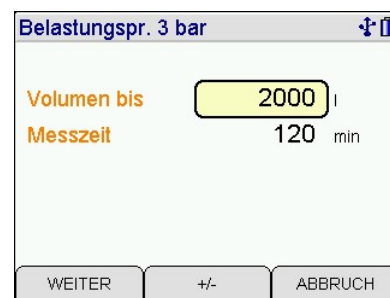 Belastungspr. 3 bar
Volumen bis 2000 l
Messzeit 120 min
WEITER +/- ABBRUCH